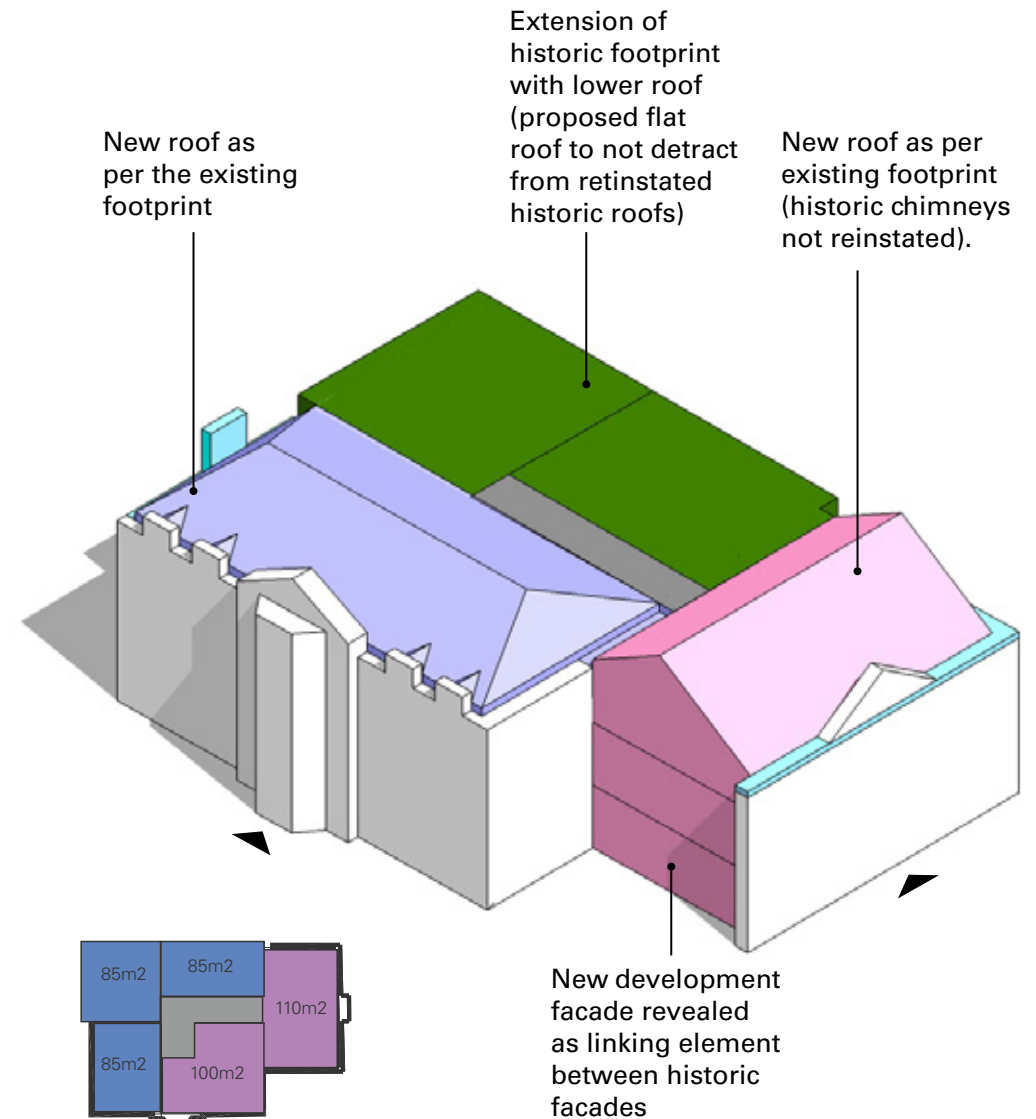 Extension of
historic footprint
with lower roof
(proposed flat
roof to not detract
from retinstated
historic roofs)
New roof as
per the existing
footprint
New roof as per
existing footprint
(historic chimneys
not reinstated).
85m2
85m2
110m2
85m2
100m2
New development
facade revealed
as linking element
between historic
facades